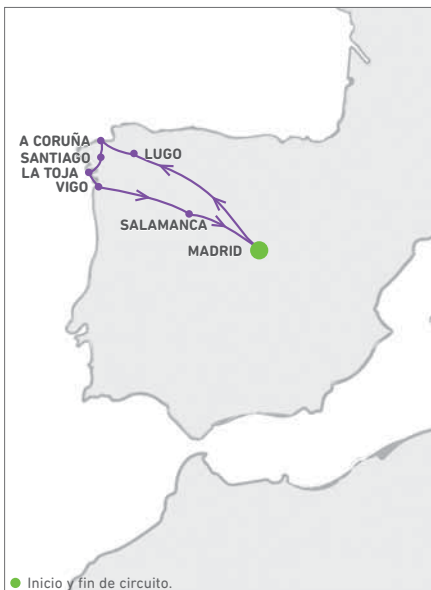 A CORUÑA
LUGO
SANTIAGO
LA TOJA
VIGO
SALAMANCA
MADRID
Inicio y fin de circuito.